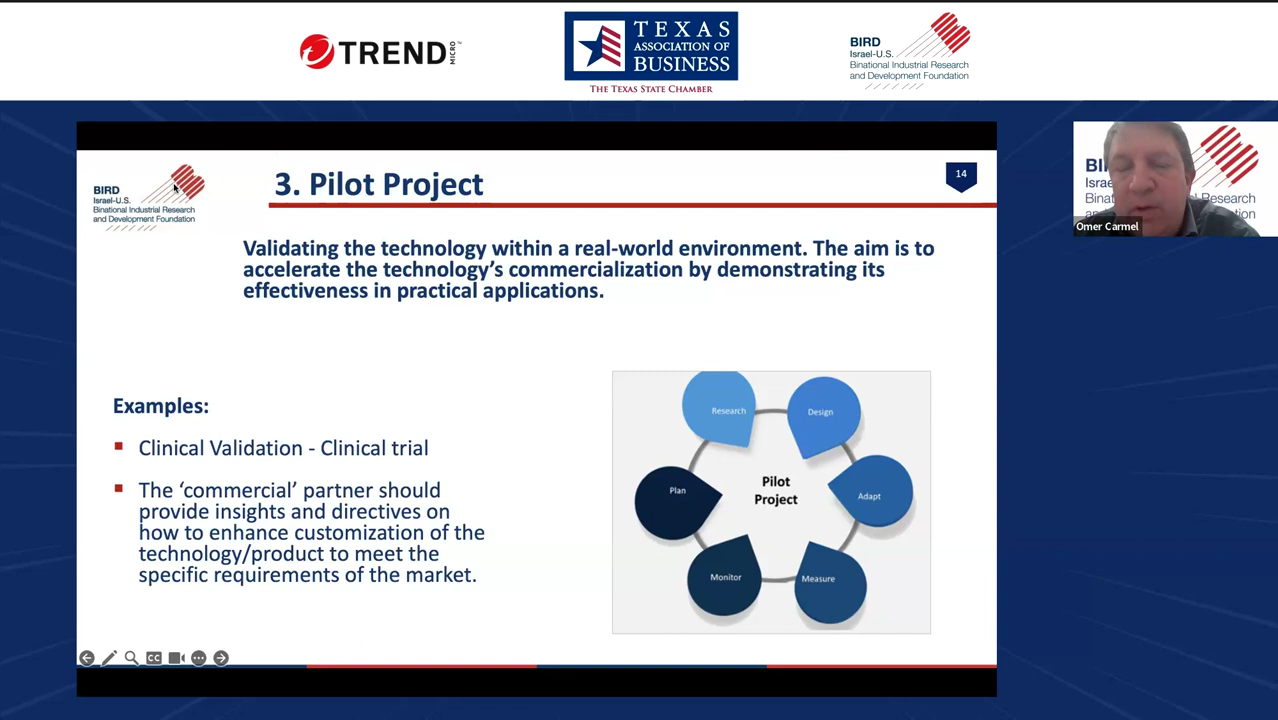 TREND
MICRO
TEXAS
ASSOCIATION OF
BUSINESS
THE TEXAS STATE CHAMBER
BIRD
Israel-U.S.
Binational Industrial Research
and Development Foundation
BIRD
Israel-U.S.
Binational Industrial Research
and Development Foundation
3. Pilot Project
14
Validating the technology within a real-world environment. The aim is to
accelerate the technology's commercialization by demonstrating its
effectiveness in practical applications.
Examples:
▪ Clinical Validation - Clinical trial
▪ The ‘commercial’ partner should
provide insights and directives on
how to enhance customization of the
technology/product to meet the
specific requirements of the market.
Research
Design
Plan
Pilot
Project
Adapt
Monitor
Measure
CC
Research
Omer Carmel